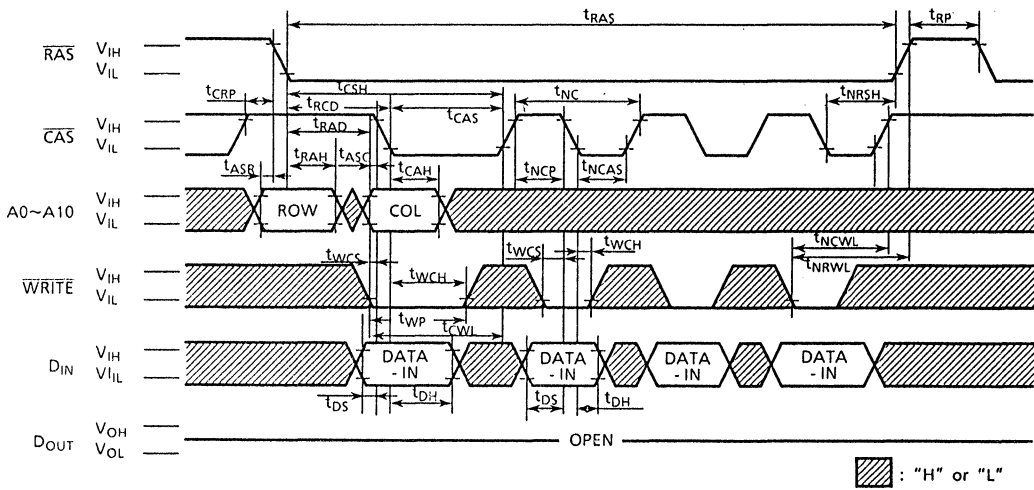 tRAS
tRP
RAS VIH
VIL
tCSH
tCRP
tRCD
tNC
tNRSH
tRAD
tCAS
CAS VIH
VIL
tASR
tRAH
tASC
tCAH
tNCP
tNCAS
A0~A10 VIH
VIL
ROW
COL
tWCS
tWCH
tWCS
tWCH
tNCWL
tNRWL
WRITE VIH
VIL
tWP
tCWL
DIN VIH
VIIL
DATA
-IN
DATA
-IN
DATA
-IN
DATA
-IN
tDS
tDH
tDS
tDH
DOUT VOH
VOL
OPEN
: "H" or "L"